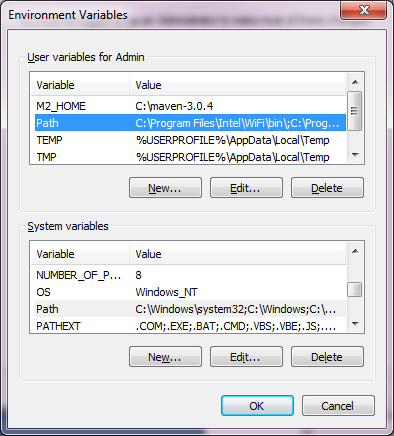 Environment Variables
User variables for Admin
Variable Value
M2_HOME C:\maven-3.0.4
Path C:\Program Files\Intel\WiFi\bin\;C:\Prog...
TEMP %USERPROFILE%\AppData\Local\Temp
TMP %USERPROFILE%\AppData\Local\Temp
New... Edit... Delete
System variables
Variable Value
NUMBER_OF_P... 8
OS Windows_NT
Path C:\Windows\system32;C:\Windows;C:\...
PATHEXT .COM;.EXE;.BAT;.CMD;.VBS;.VBE;.JS;....
New... Edit... Delete
OK Cancel